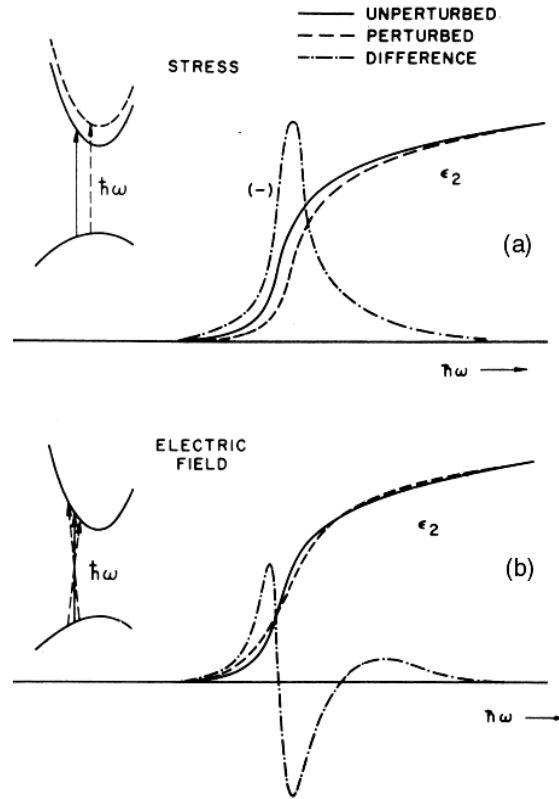 UNPERTURBED
PERTURBED
DIFFERENCE
STRESS
ħω
(-)
ϵ2
(a)
ħω
ELECTRIC
FIELD
ħω
ϵ2
(b)
ħω